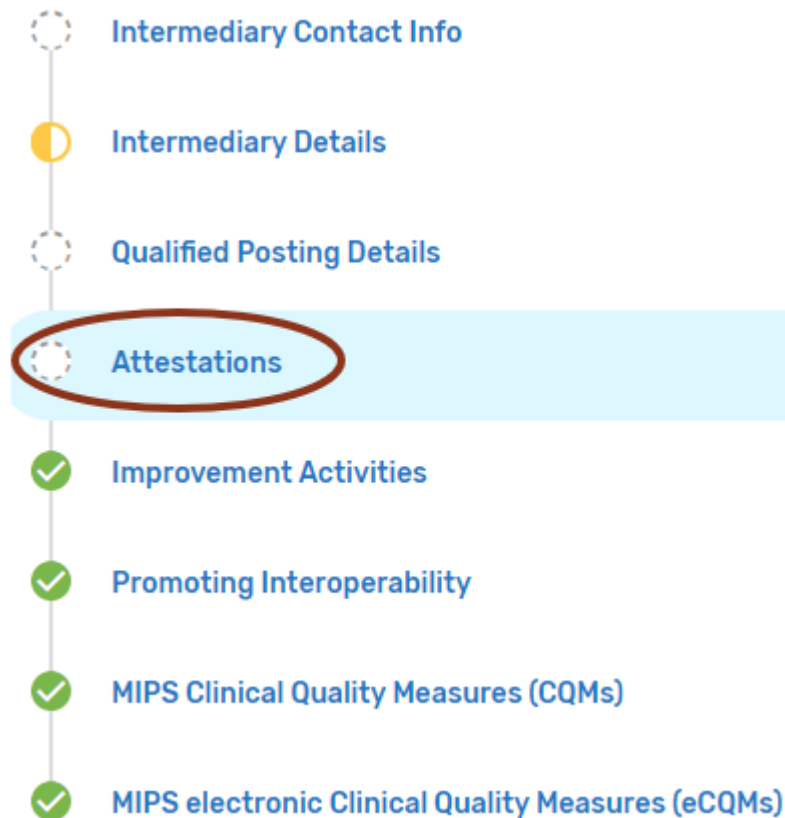 Intermediary Contact Info
Intermediary Details
Qualified Posting Details
Attestations
Improvement Activities
Promoting Interoperability
MIPS Clinical Quality Measures (CQMs)
MIPS electronic Clinical Quality Measures (eCQMs)